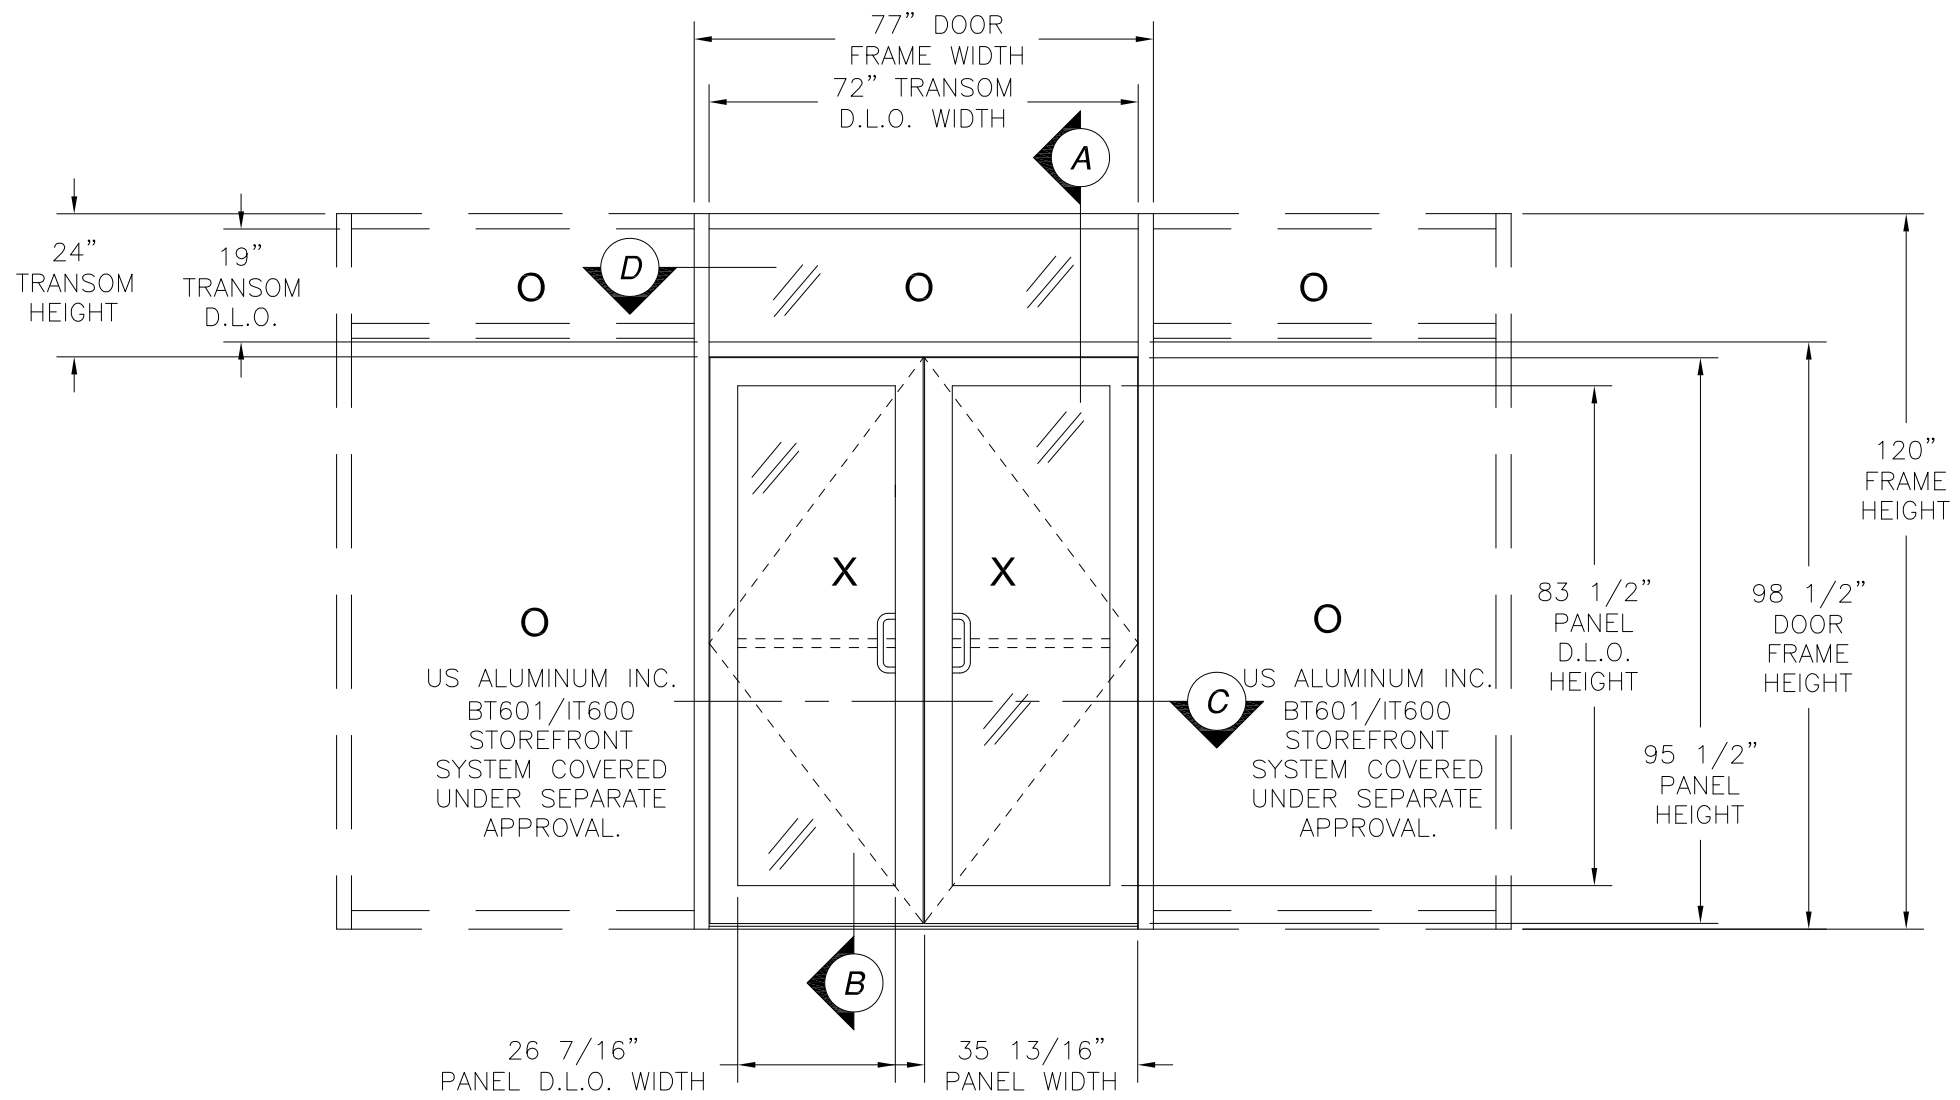 77” DOOR
FRAME WIDTH
72” TRANSOM
D.L.O. WIDTH
A
24”
TRANSOM
HEIGHT
19”
TRANSOM
D.L.O.
O
D
O
O
120”
FRAME
HEIGHT
X
X
83 1/2”
PANEL
D.L.O.
HEIGHT
98 1/2”
DOOR
FRAME
HEIGHT
O
O
US ALUMINUM INC.
BT601/IT600
STOREFRONT
SYSTEM COVERED
UNDER SEPARATE
APPROVAL.
C
US ALUMINUM INC.
BT601/IT600
STOREFRONT
SYSTEM COVERED
UNDER SEPARATE
APPROVAL.
95 1/2”
PANEL
HEIGHT
B
26 7/16”
PANEL D.L.O. WIDTH
35 13/16”
PANEL WIDTH